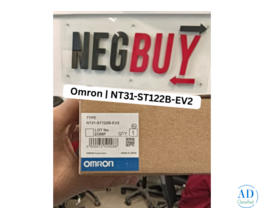 NEGBUY
Omron | NT31-ST122B-EV2
TYPE
NT31-ST122B-EV2
LOT No.
QTY 1
OMRON
AD